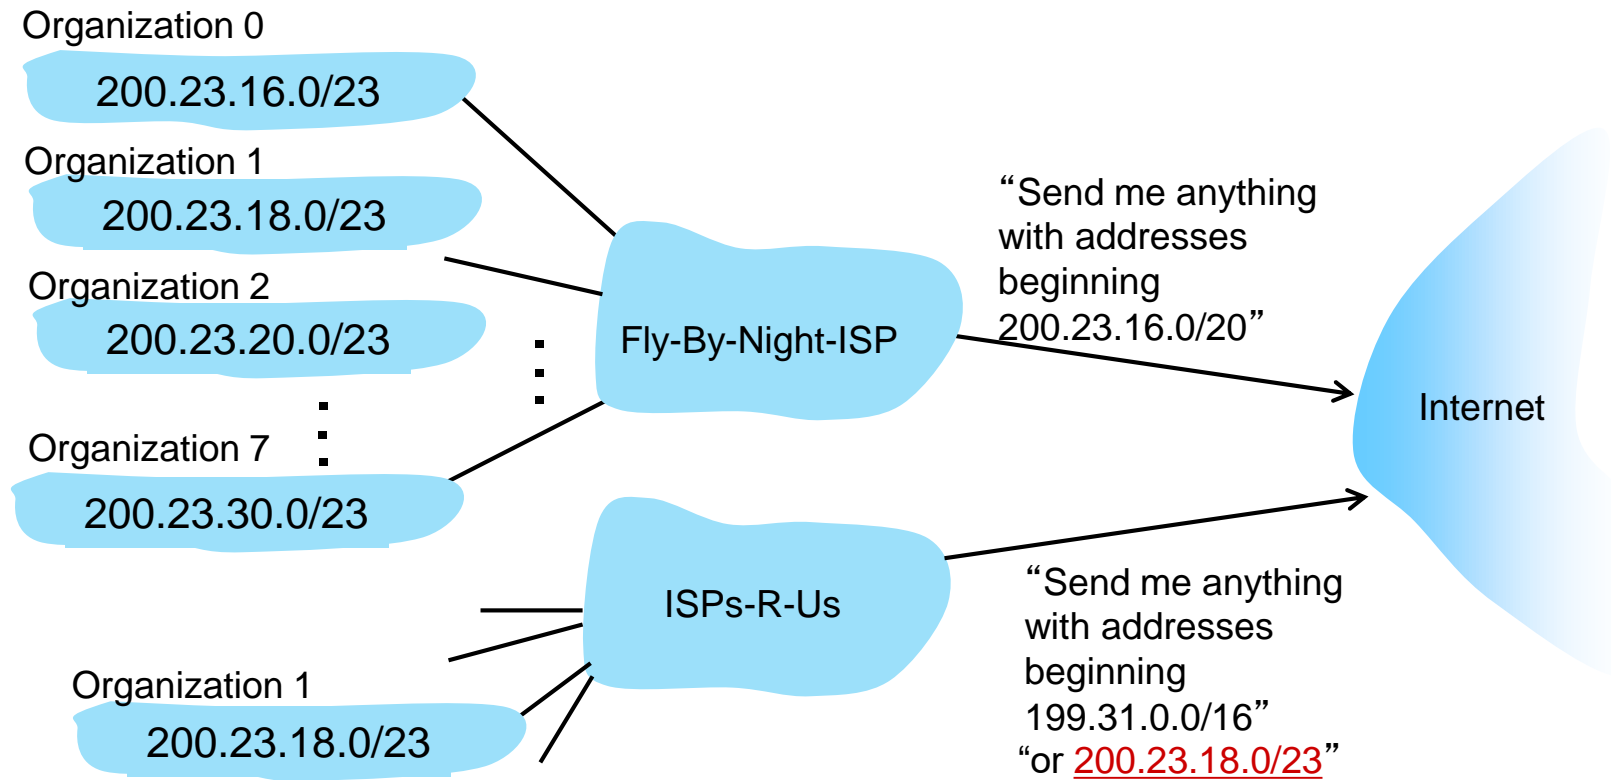 Organization 0
200.23.16.0/23
Organization 1
200.23.18.0/23
Organization 2
200.23.20.0/23
Organization 7
200.23.30.0/23
Fly-By-Night-ISP
“Send me anything
with addresses
beginning
200.23.16.0/20”
Internet
ISPs-R-Us
Organization 1
200.23.18.0/23
“Send me anything
with addresses
beginning
199.31.0.0/16”
“or 200.23.18.0/23”